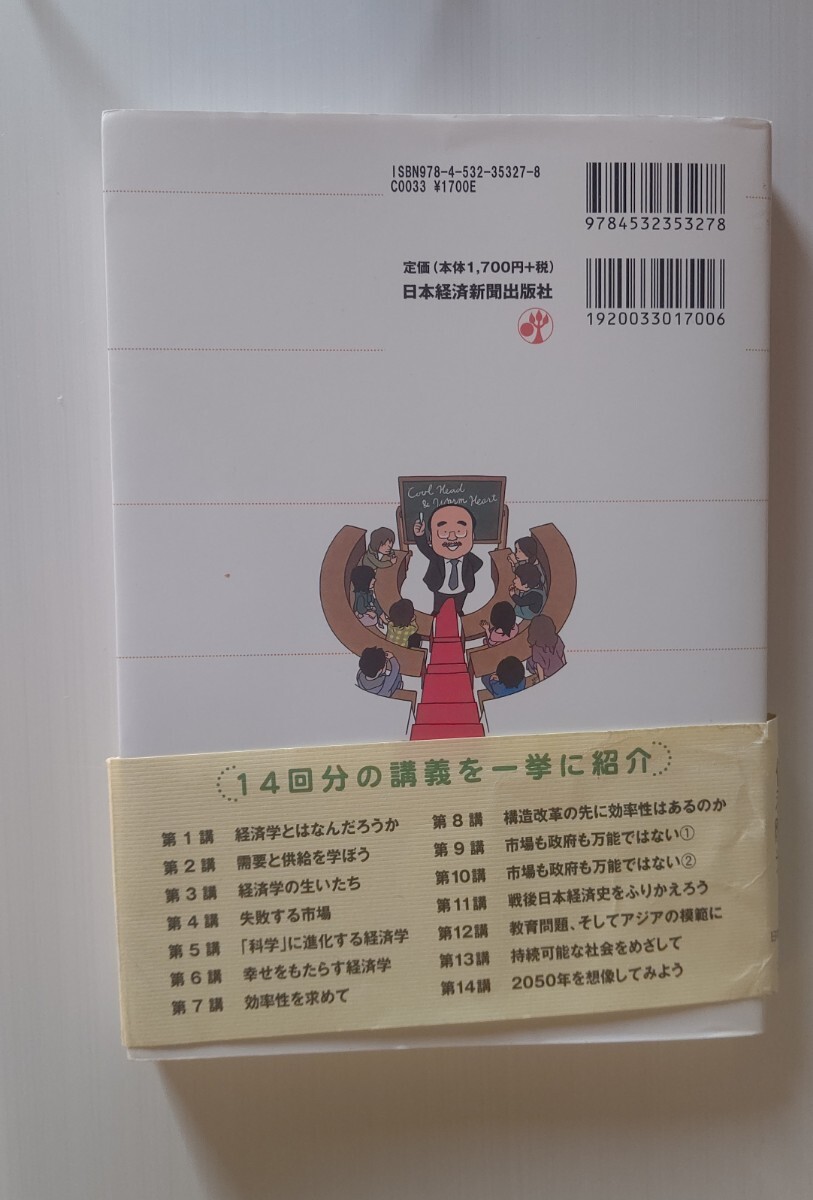 ISBN978-4-532-35327-8
C0033 ¥1700E
9784532353278
定価(本体1,700円+税)
日本経済新聞出版社
1920033017006
Cool Head
& Warm Heart
14回分の講義を一挙に紹介
第1講 経済学とはなんだろうか
第2講 需要と供給を学ぼう
第3講 経済学の生いたち
第4講 失敗する市場
第5講 「科学」に進化する経済学
第6講 幸せをもたらす経済学
第7講 効率性を求めて
第8講 構造改革の先に効率性はあるのか
第9講 市場も政府も万能ではない①
第10講 市場も政府も万能ではない②
第11講 戦後日本経済史をふりかえろう
第12講 教育問題、そしてアジアの模範に
第13講 持続可能な社会をめざして
第14講 2050年を想像してみよう